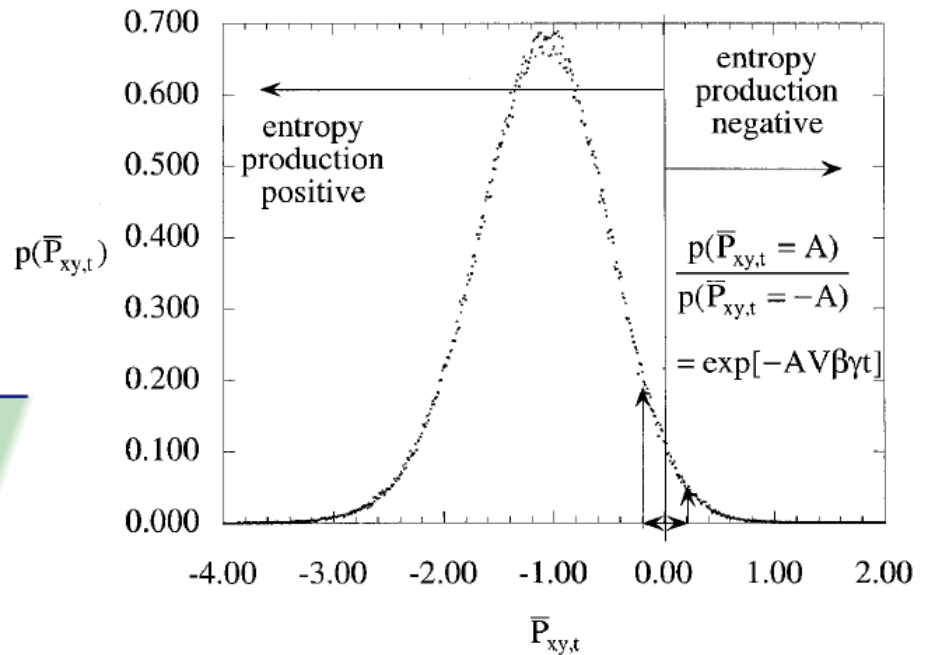 0.700
0.600
0.500
0.400
0.300
0.200
0.100
0.000
p(P̅xy,t)
entropy
production
positive
entropy
production
negative
p(P̅xy,t = A)
p(P̅xy,t = −A)
= exp[−AVβγt]
-4.00 -3.00 -2.00 -1.00 0.00 1.00 2.00
P̅xy,t